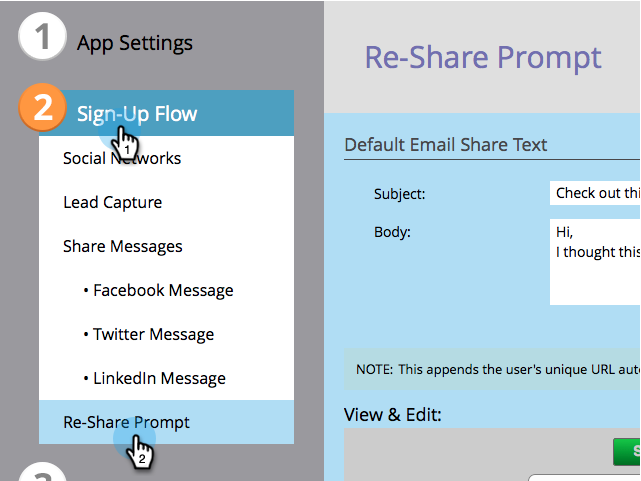 1
App Settings
2
Sign-Up Flow
1
Social Networks
Lead Capture
Share Messages
• Facebook Message
• Twitter Message
• LinkedIn Message
Re-Share Prompt
2
Re-Share Prompt
Default Email Share Text
Subject:
Check out thi
Body:
Hi,
I thought this
NOTE: This appends the user's unique URL auto
View & Edit: